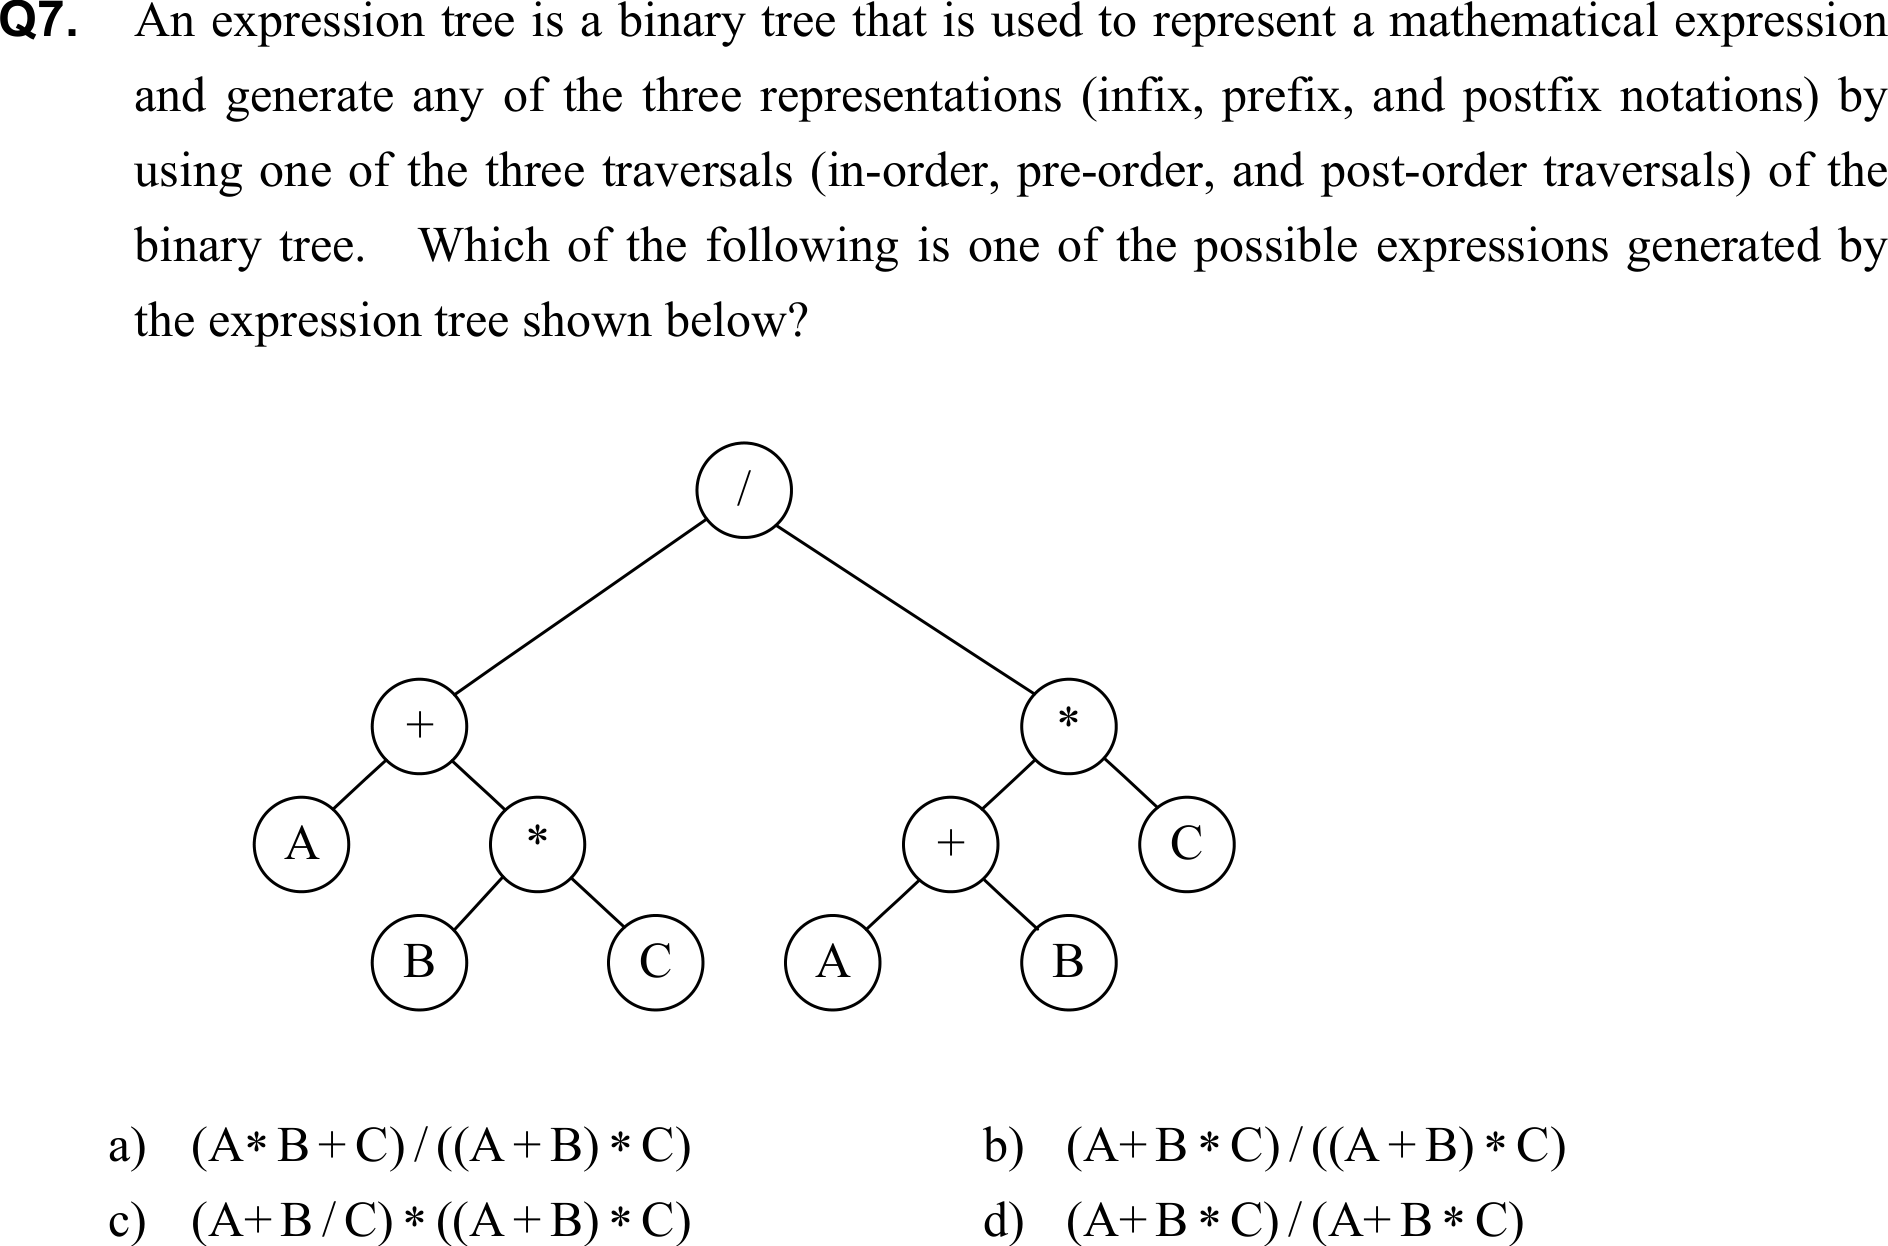 Q7. An expression tree is a binary tree that is used to represent a mathematical expression
and generate any of the three representations (infix, prefix, and postfix notations) by
using one of the three traversals (in-order, pre-order, and post-order traversals) of the
binary tree. Which of the following is one of the possible expressions generated by
the expression tree shown below?
/
+ *
A * + C
B C A B
a) (A* B + C) / ((A + B) * C) b) (A+ B * C) / ((A + B) * C)
c) (A+ B / C) * ((A + B) * C) d) (A+ B * C) / (A+ B * C)